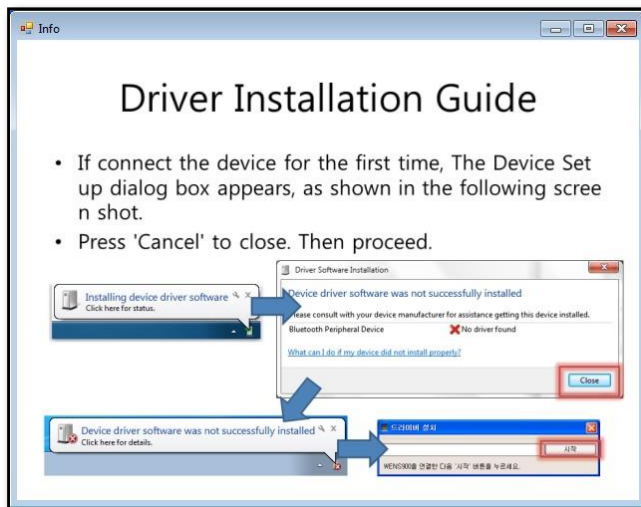 Info
Driver Installation Guide
• If connect the device for the first time, The Device Set
up dialog box appears, as shown in the following scree
n shot.
• Press 'Cancel' to close. Then proceed.
Installing device driver software
Click here for status.
Driver Software Installation
Device driver software was not successfully installed
Please consult with your device manufacturer for assistance getting this device installed.
Bluetooth Peripheral Device No driver found
What can I do if my device did not install properly?
Close
Device driver software was not successfully installed
Click here for details.
드라이버 설치
시작
WENS900을 연결한 다음 '시작' 버튼을 누르세요.